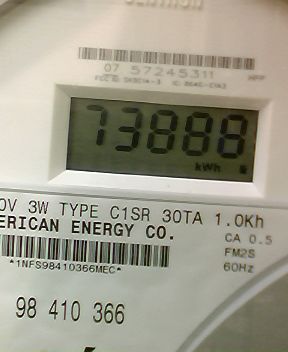 CENTRON
07 57245311
73888
kWh
0V 3W TYPE C1SR 30TA 1.0Kh
ERICAN ENERGY CO.
CA 0.5
FM2S
60Hz
*1NFS98410366MEC*
98 410 366